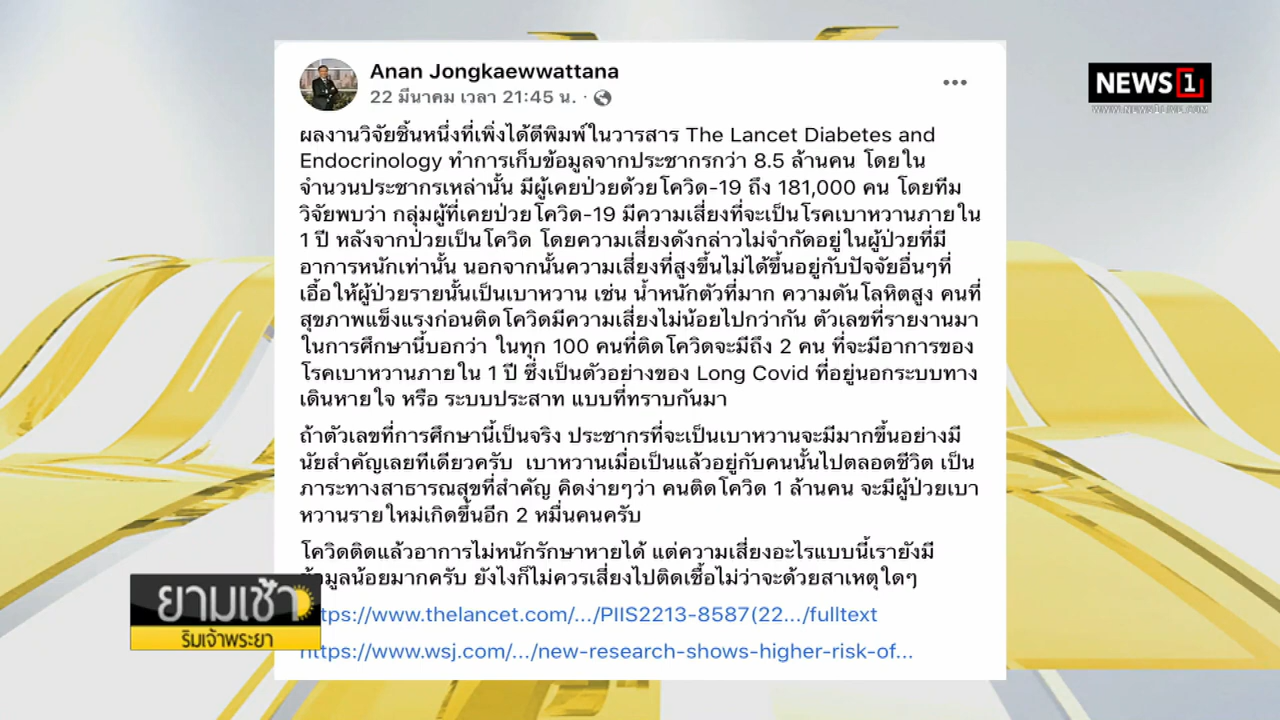 Anan Jongkaewwattana
22 มีนาคม เวลา 21:45 น. ·
NEWS 1
WWW.NEWS1LIVE.COM
ผลงานวิจัยชิ้นหนึ่งที่เพิ่งได้ตีพิมพ์ในวารสาร The Lancet Diabetes and
Endocrinology ทำการเก็บข้อมูลจากประชากรกว่า 8.5 ล้านคน โดยใน
จำนวนประชากรเหล่านั้น มีผู้เคยป่วยด้วยโควิด-19 ถึง 181,000 คน โดยทีม
วิจัยพบว่า กลุ่มผู้ที่เคยป่วยโควิด-19 มีความเสี่ยงที่จะเป็นโรคเบาหวานภายใน
1 ปี หลังจากป่วยเป็นโควิด โดยความเสี่ยงดังกล่าวไม่จำกัดอยู่ในผู้ป่วยที่มี
อาการหนักเท่านั้น นอกจากนั้นความเสี่ยงที่สูงขึ้นไม่ได้ขึ้นอยู่กับปัจจัยอื่นๆที่
เอื้อให้ผู้ป่วยรายนั้นเป็นเบาหวาน เช่น น้ำหนักตัวที่มาก ความดันโลหิตสูง คนที่
สุขภาพแข็งแรงก่อนติดโควิดมีความเสี่ยงไม่น้อยไปกว่ากัน ตัวเลขที่รายงานมา
ในการศึกษานี้บอกว่า ในทุก 100 คนที่ติดโควิดจะมีถึง 2 คน ที่จะมีอาการของ
โรคเบาหวานภายใน 1 ปี ซึ่งเป็นตัวอย่างของ Long Covid ที่อยู่นอกระบบทาง
เดินหายใจ หรือ ระบบประสาท แบบที่ทราบกันมา
ถ้าตัวเลขที่การศึกษานี้เป็นจริง ประชากรที่จะเป็นเบาหวานจะมีมากขึ้นอย่างมี
นัยสำคัญเลยทีเดียวครับ เบาหวานเมื่อเป็นแล้วอยู่กับคนนั้นไปตลอดชีวิต เป็น
ภาระทางสาธารณสุขที่สำคัญ คิดง่ายๆว่า คนติดโควิด 1 ล้านคน จะมีผู้ป่วยเบา
หวานรายใหม่เกิดขึ้นอีก 2 หมื่นคนครับ
โควิดติดแล้วอาการไม่หนักรักษาหายได้ แต่ความเสี่ยงอะไรแบบนี้เรายังมี
ข้อมูลน้อยมากครับ ยังไงก็ไม่ควรเสี่ยงไปติดเชื้อไม่ว่าจะด้วยสาเหตุใดๆ
https://www.thelancet.com/.../PIIS2213-8587(22.../fulltext
https://www.wsj.com/.../new-research-shows-higher-risk-of...
ยามเช้า
ริมเจ้าพระยา